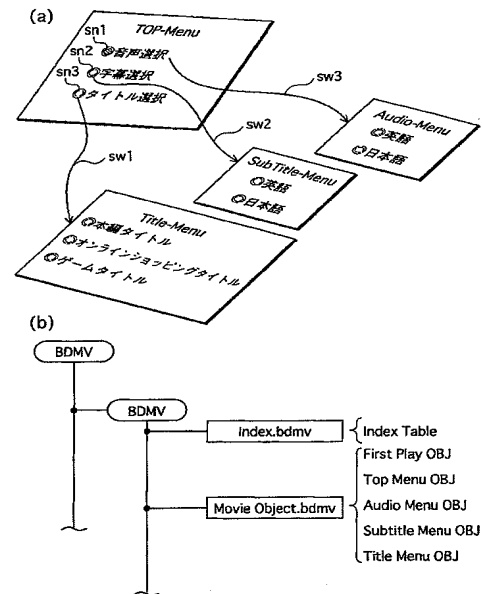 (a)
TOP-Menu
sn1
◎音声選択
sn2
◎字幕選択
sn3
◎タイトル選択
sw3
sw2
sw1
Audio-Menu
◎英語
◎日本語
SubTitle-Menu
◎英語
◎日本語
Title-Menu
◎本編タイトル
◎オンラインショッピングタイトル
◎ゲームタイトル
(b)
BDMV
BDMV
Index.bdmv
Index Table
First Play OBJ
Top Menu OBJ
Movie Object.bdmv
Audio Menu OBJ
Subtitle Menu OBJ
Title Menu OBJ